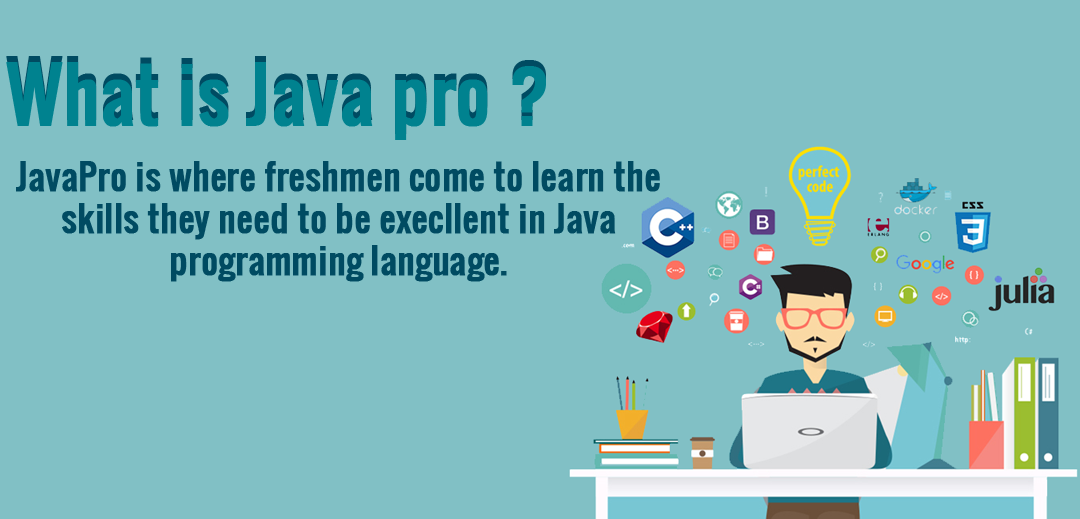 What is Java pro ?
JavaPro is where freshmen come to learn the
skills they need to be execllent in Java
programming language.
perfect
code
docker
CSS
3
C++
B
ERLANG
.com
Google
</>
C#
julia
{ }
</>
http: